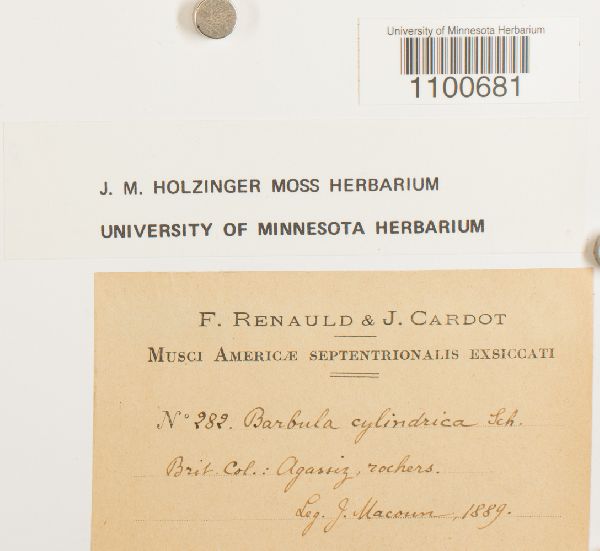 University of Minnesota Herbarium
1100681
J. M. HOLZINGER MOSS HERBARIUM
UNIVERSITY OF MINNESOTA HERBARIUM
F. RENAULD & J. CARDOT
MUSCI AMERICÆ SEPTENTRIONALIS EXSICCATI
N° 282. Barbula cylindrica Sch.
Brit. Col.: Agassiz, rochers.
Leg. J. Macoun, 1889.